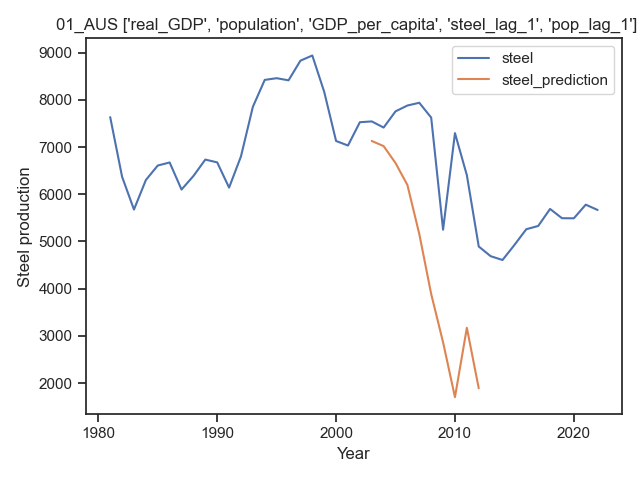 01_AUS ['real_GDP', 'population', 'GDP_per_capita', 'steel_lag_1', 'pop_lag_1']
steel
steel_prediction
9000
8000
7000
6000
5000
4000
3000
2000
Steel production
1980
1990
2000
2010
2020
Year